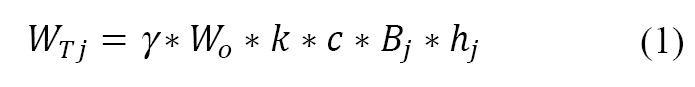 W_{Tj} = γ * W_o * k * c * B_j * h_j (1)